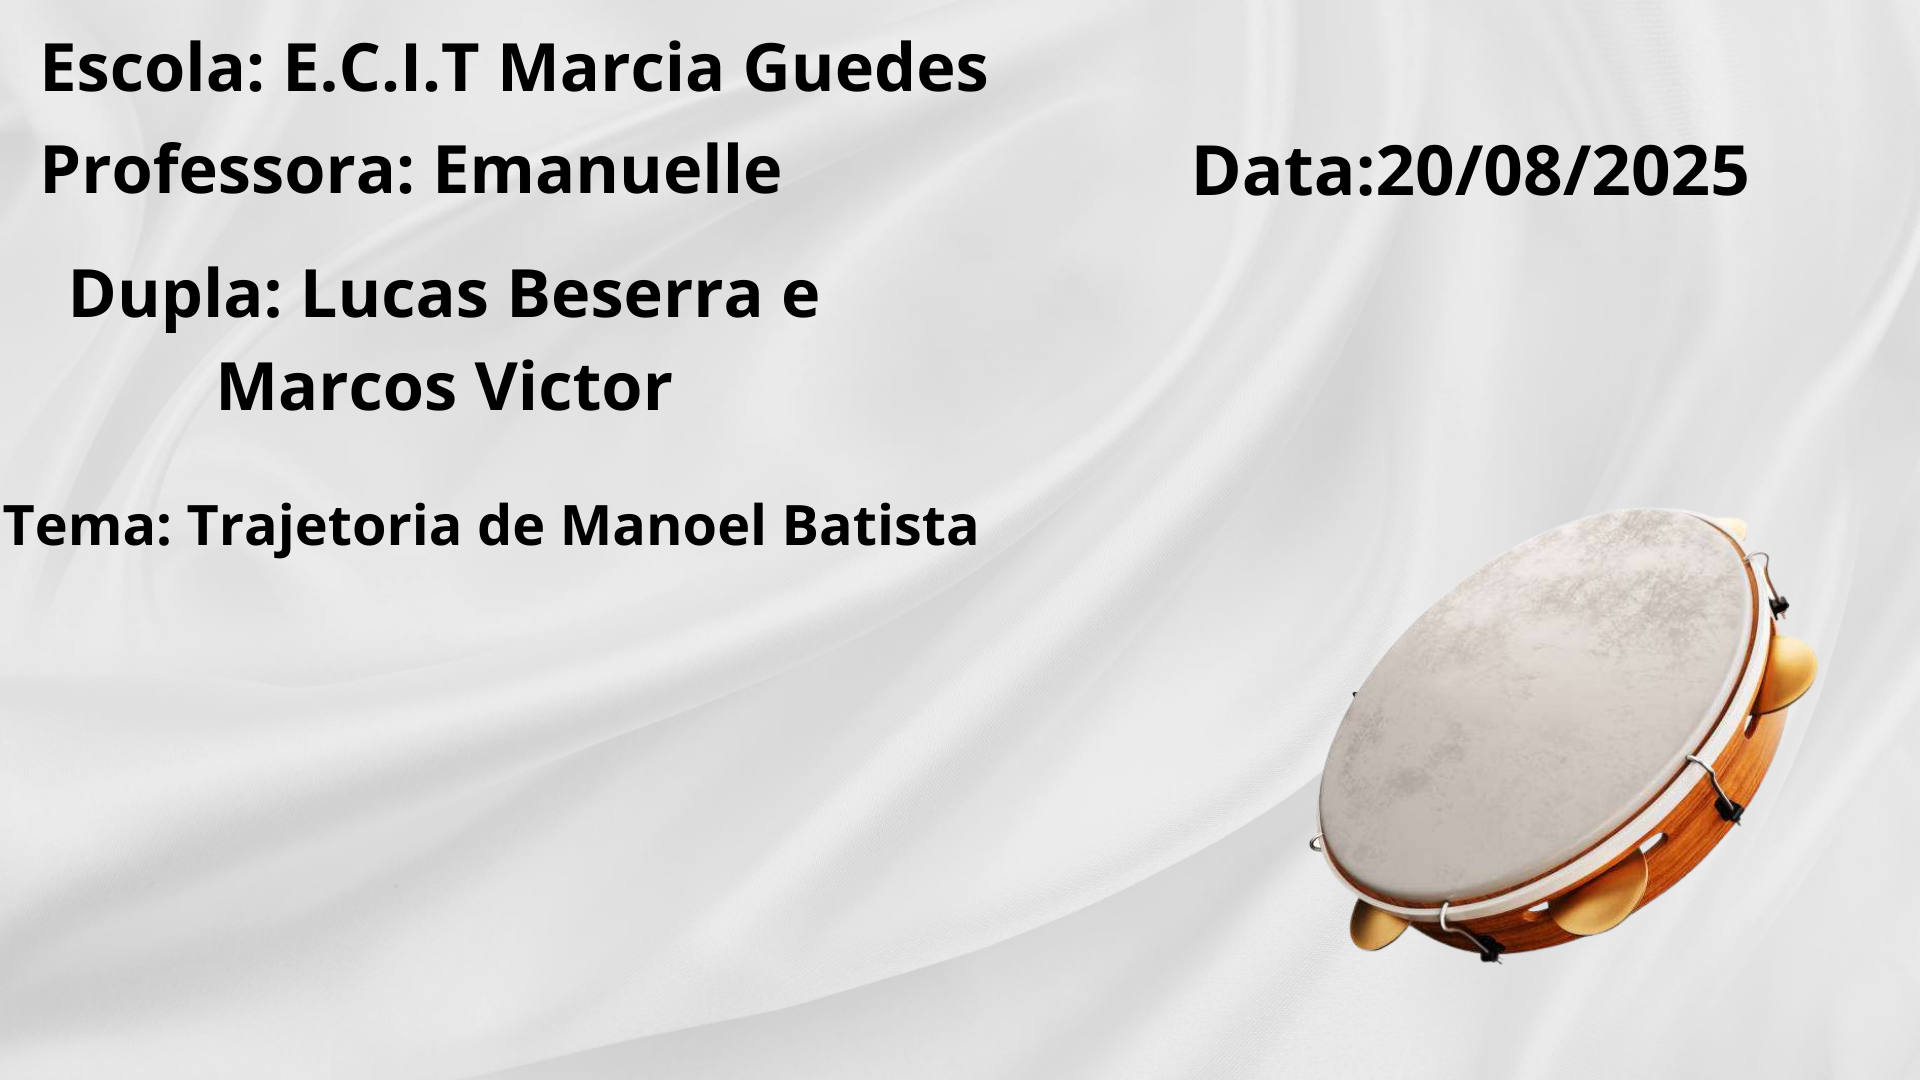 Escola: E.C.I.T Marcia Guedes
Professora: Emanuelle
Data:20/08/2025
Dupla: Lucas Beserra e
Marcos Victor
Tema: Trajetoria de Manoel Batista